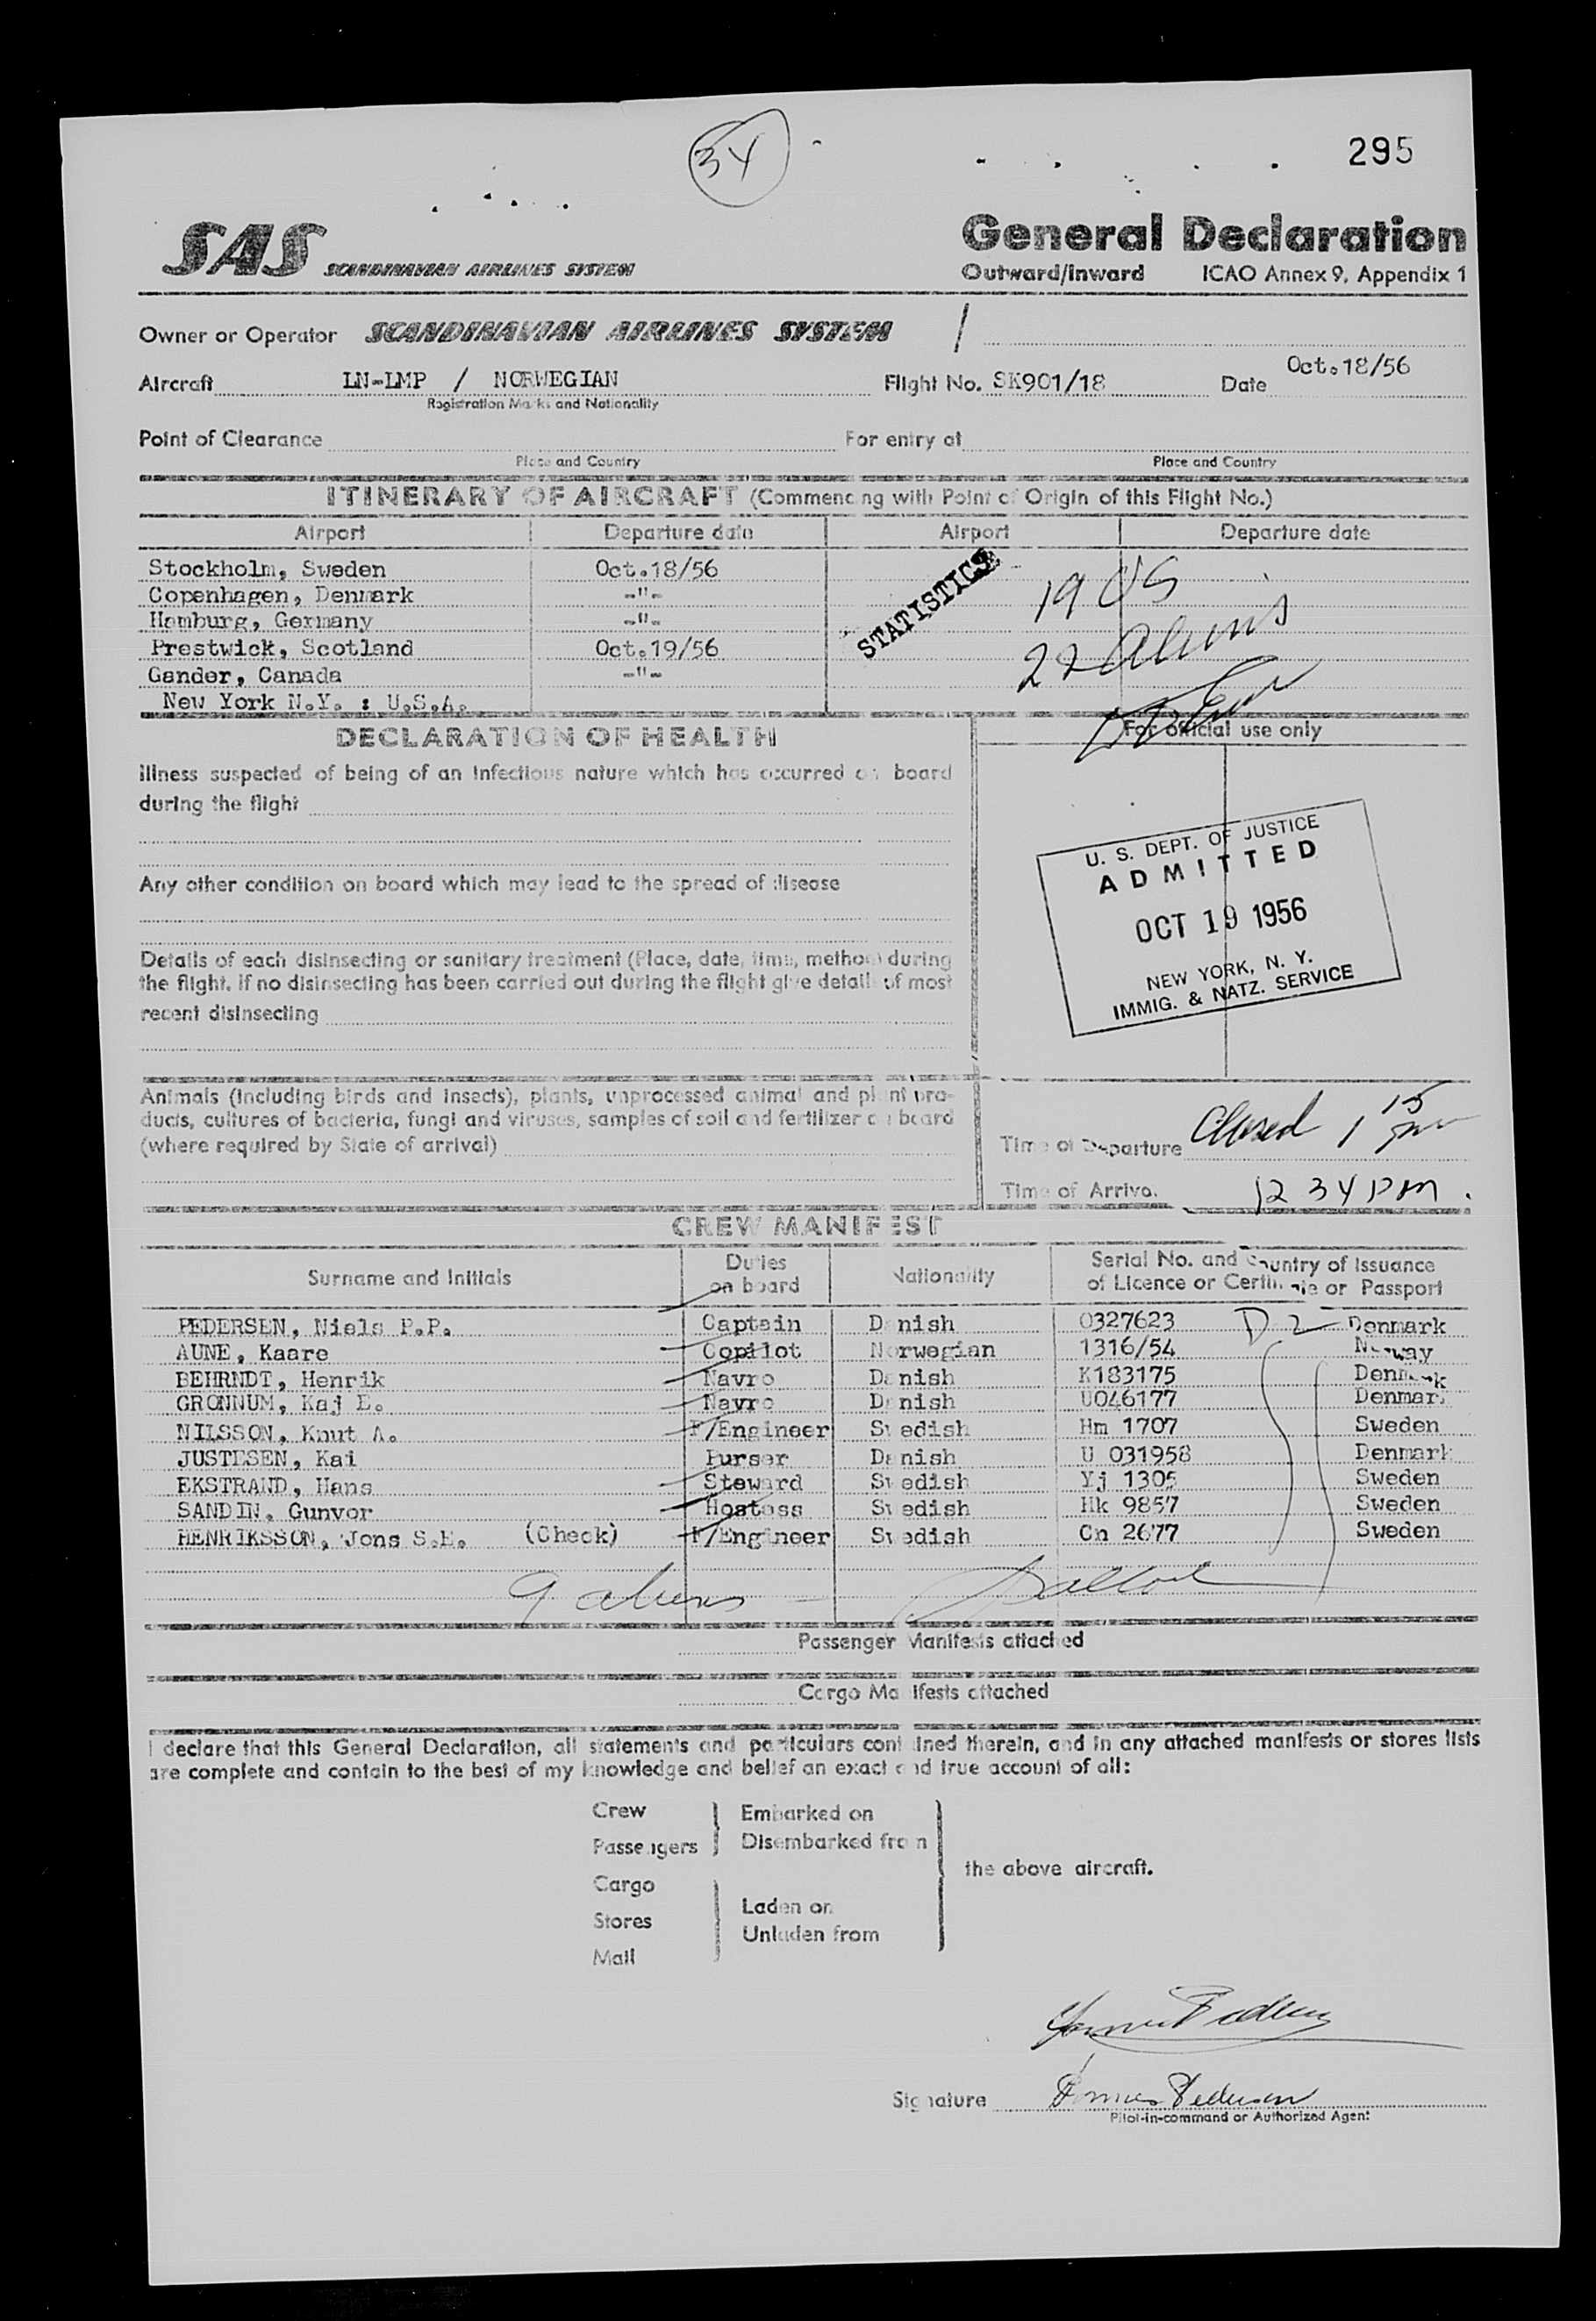 34
295
SAS SCANDINAVIAN AIRLINES SYSTEM
General Declaration
Outward/Inward ICAO Annex 9, Appendix 1
Owner or Operator SCANDINAVIAN AIRLINES SYSTEM /
Aircraft LN-LMP / NORWEGIAN Flight No. SK901/18 Date Oct.18/56
Registration Marks and Nationality
Point of Clearance For entry at
Place and Country Place and Country
ITINERARY OF AIRCRAFT (Commencing with Point of Origin of this Flight No.)
Airport Departure date Airport Departure date
Stockholm, Sweden Oct.18/56
Copenhagen, Denmark -"-
Hamburg, Germany -"-
Prestwick, Scotland Oct.19/56
Gander, Canada -"-
New York N.Y. : U.S.A.
STATISTICS
19 US
22 Aliens
DECLARATION OF HEALTH
For official use only
Illness suspected of being of an infectious nature which has occurred on board
during the flight
Any other condition on board which may lead to the spread of disease
Details of each disinsecting or sanitary treatment (Place, date, time, method) during
the flight. If no disinsecting has been carried out during the flight give details of most
recent disinsecting
U. S. DEPT. OF JUSTICE
ADMITTED
OCT 19 1956
NEW YORK, N. Y.
IMMIG. & NATZ. SERVICE
Animals (including birds and insects), plants, unprocessed animal and plant pro-
ducts, cultures of bacteria, fungi and viruses, samples of soil and fertilizer on board
(where required by State of arrival)
Time of Departure Closed 1 15 pm
Time of Arrival 12 34 PM.
CREW MANIFEST
Surname and Initials Duties on board Nationality Serial No. and Country of Issuance of Licence or Certificate or Passport
PEDERSEN, Niels P.P. Captain Danish 0327623 D 2 Denmark
AUNE, Kaare Copilot Norwegian 1316/54 Norway
BEHRNDT, Henrik Navro Danish K183175 Denmark
GRONNUM, Kaj E. Navro Danish U046177 Denmark
NILSSON, Knut A. F/Engineer Swedish Hm 1707 Sweden
JUSTESEN, Kai Purser Danish U 031958 Denmark
EKSTRAND, Hans Steward Swedish Yj 1305 Sweden
SANDIN, Gunvor Hostess Swedish Hk 9857 Sweden
HENRIKSSON, Jons S.E. (Check) F/Engineer Swedish Cn 2677 Sweden
9 aliens
Passenger Manifests attached
Cargo Manifests attached
I declare that this General Declaration, all statements and particulars contained therein, and in any attached manifests or stores lists
are complete and contain to the best of my knowledge and belief an exact and true account of all:
Crew Embarked on
Passengers Disembarked from
the above aircraft.
Cargo
Laden on
Stores
Unladen from
Mail
Signature
Pilot-in-command or Authorized Agent